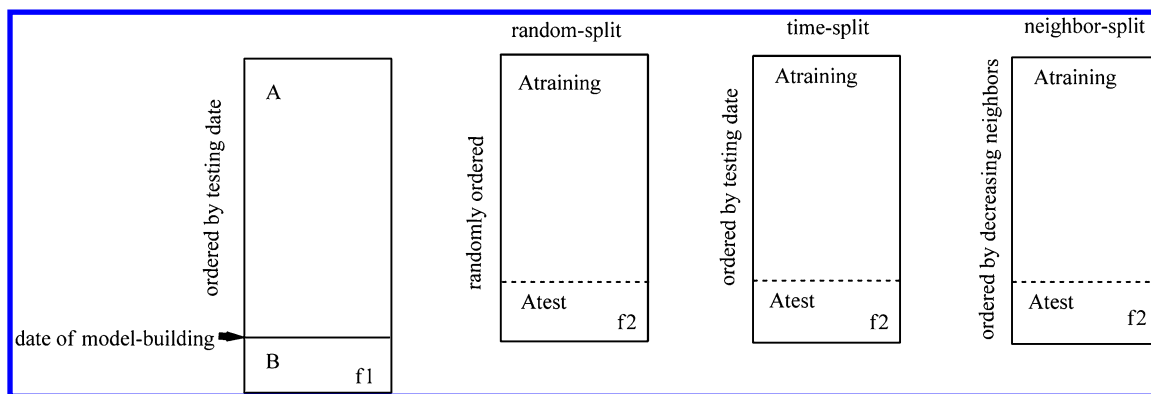 ordered by testing date
A
date of model-building
B
f1
random-split
randomly ordered
Atraining
Atest
f2
time-split
ordered by testing date
Atraining
Atest
f2
neighbor-split
ordered by decreasing neighbors
Atraining
Atest
f2